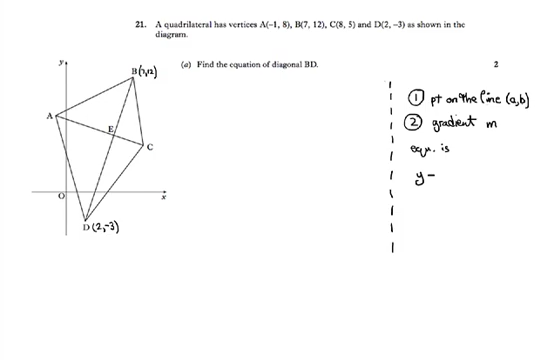 21. A quadrilateral has vertices A(−1, 8), B(7, 12), C(8, 5) and D(2, −3) as shown in the
diagram.
(a) Find the equation of diagonal BD. 2
y
B(7,12)
A
E
C
O
x
D(2,-3)
① pt on the line (a,b)
② gradient m
equ. is
y -